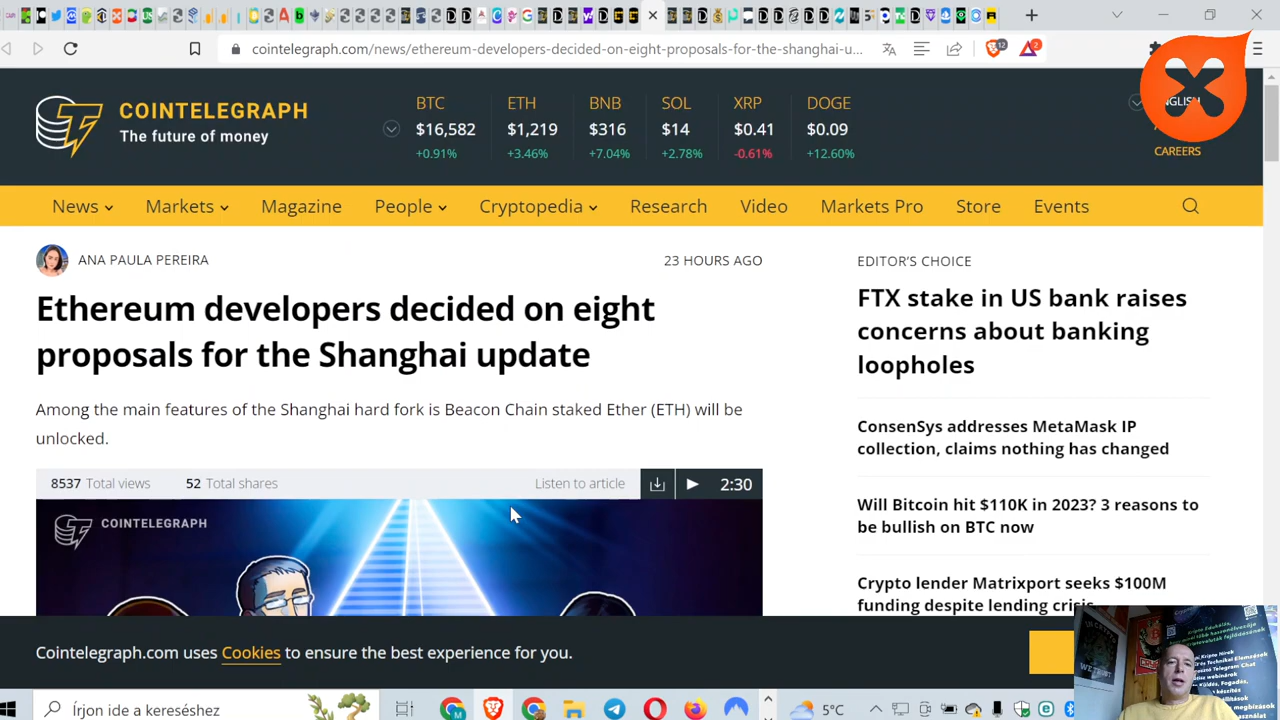 cointelegraph.com/news/ethereum-developers-decided-on-eight-proposals-for-the-shanghai-u...
12
2
COINTELEGRAPH
The future of money
BTC
$16,582
+0.91%
ETH
$1,219
+3.46%
BNB
$316
+7.04%
SOL
$14
+2.78%
XRP
$0.41
-0.61%
DOGE
$0.09
+12.60%
ENGLISH
CAREERS
News Markets Magazine People Cryptopedia Research Video Markets Pro Store Events
ANA PAULA PEREIRA
23 HOURS AGO
Ethereum developers decided on eight
proposals for the Shanghai update
Among the main features of the Shanghai hard fork is Beacon Chain staked Ether (ETH) will be
unlocked.
8537 Total views 52 Total shares
Listen to article 2:30
COINTELEGRAPH
EDITOR'S CHOICE
FTX stake in US bank raises
concerns about banking
loopholes
ConsenSys addresses MetaMask IP
collection, claims nothing has changed
Will Bitcoin hit $110K in 2023? 3 reasons to
be bullish on BTC now
Crypto lender Matrixport seeks $100M
funding despite lending crisis
Cointelegraph.com uses Cookies to ensure the best experience for you.
Írjon ide a kereséshez
5°C